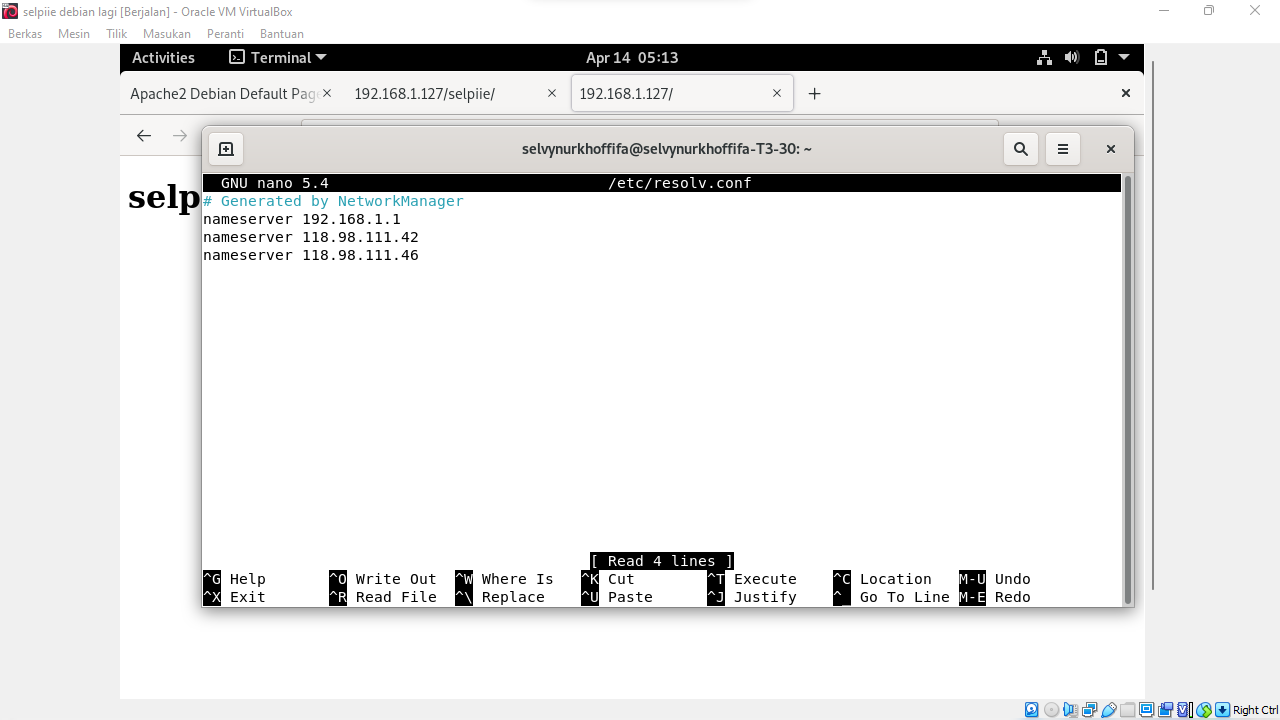 selpiie debian lagi [Berjalan] - Oracle VM VirtualBox
Berkas Mesin Tilik Masukan Peranti Bantuan
Activities Terminal Apr 14 05:13
Apache2 Debian Default Page 192.168.1.127/selpiie/ 192.168.1.127/
selvynurkhoffifa@selvynurkhoffifa-T3-30: ~
GNU nano 5.4 /etc/resolv.conf
selp
# Generated by NetworkManager
nameserver 192.168.1.1
nameserver 118.98.111.42
nameserver 118.98.111.46
[ Read 4 lines ]
^G Help ^O Write Out ^W Where Is ^K Cut ^T Execute ^C Location M-U Undo
^X Exit ^R Read File ^\ Replace ^U Paste ^J Justify ^_ Go To Line M-E Redo
Right Ctrl